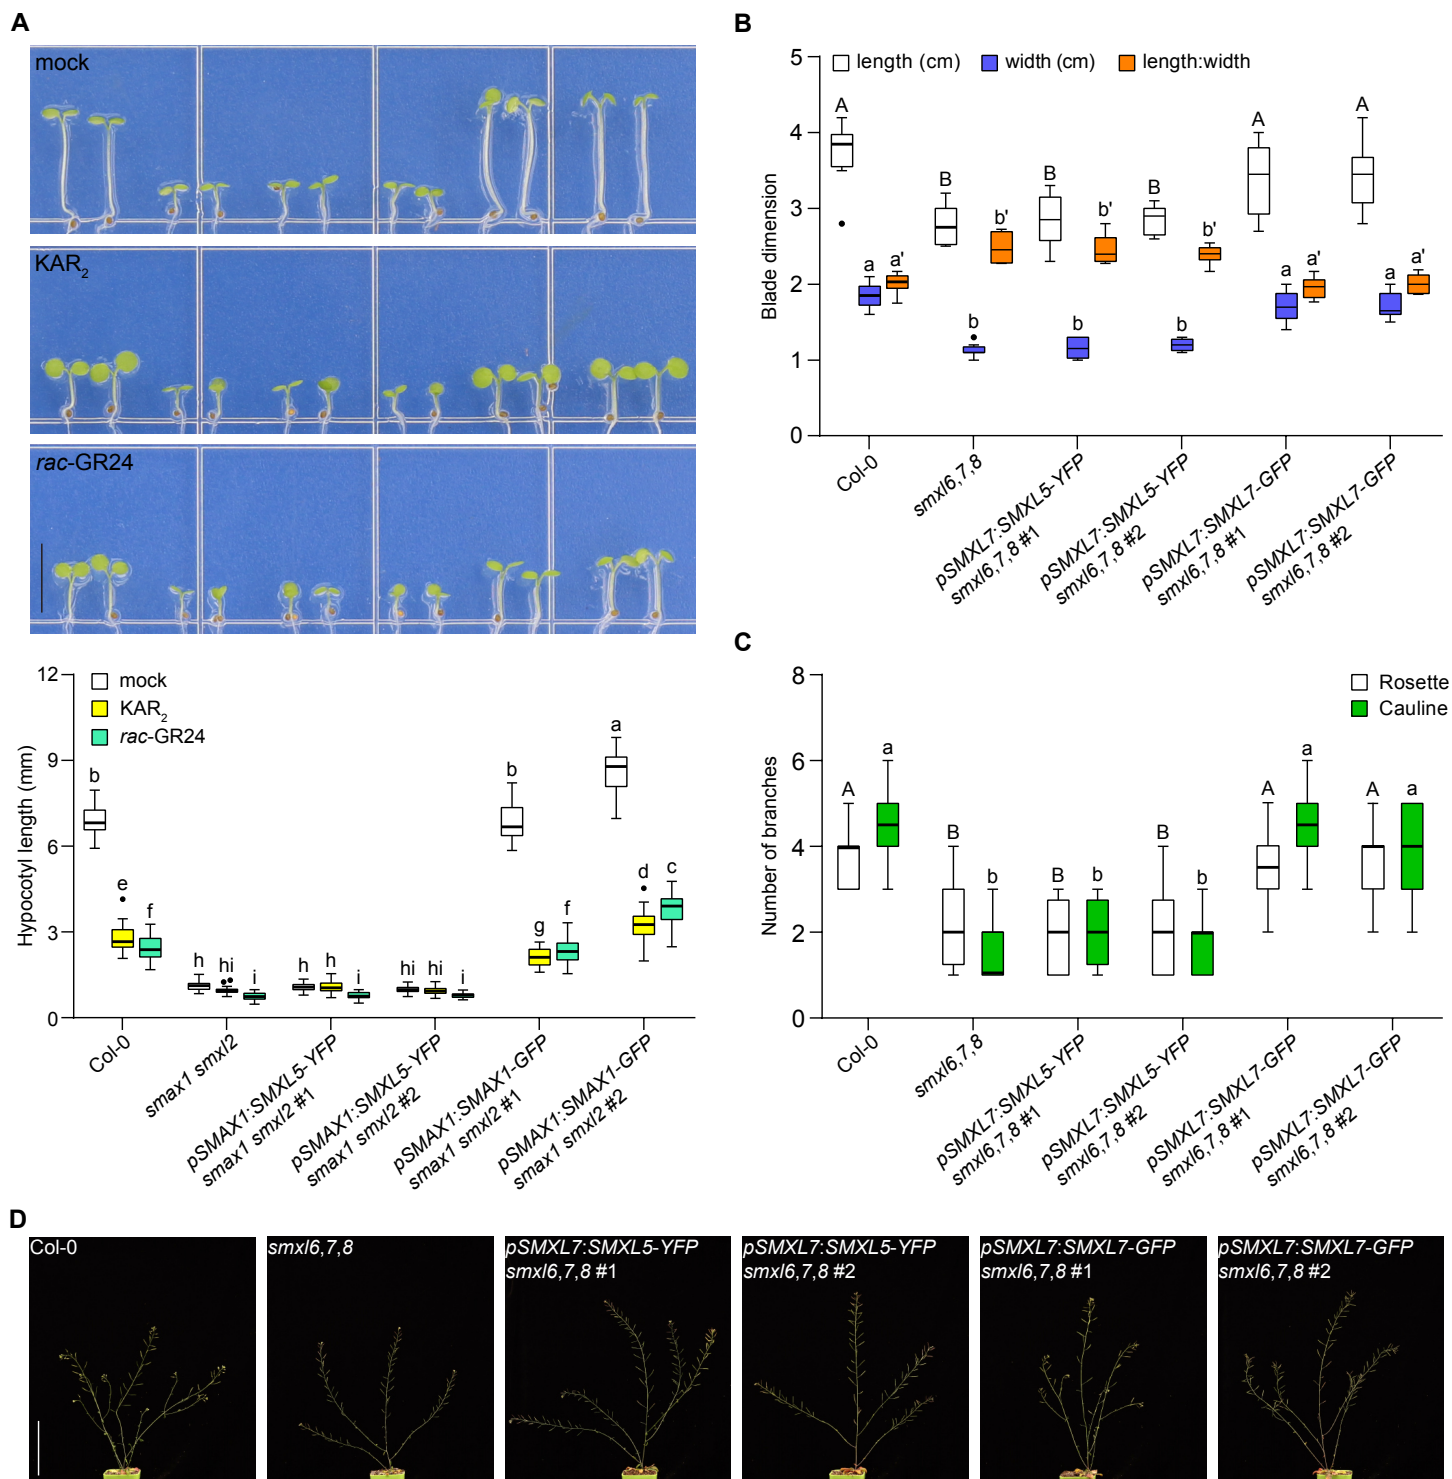 A
mock
KAR2
rac-GR24
12
9
6
3
0
Hypocotyl length (mm)
mock
KAR2
rac-GR24
b
e
f
h
hi
i
h
h
i
hi
hi
i
b
g
f
a
d
c
Col-0
smax1 smxl2
pSMAX1:SMXL5-YFP
smax1 smxl2 #1
pSMAX1:SMXL5-YFP
smax1 smxl2 #2
pSMAX1:SMAX1-GFP
smax1 smxl2 #1
pSMAX1:SMAX1-GFP
smax1 smxl2 #2
B
5
4
3
2
1
0
Blade dimension
length (cm)
width (cm)
length:width
A
a
a'
B
b
b'
B
b
b'
B
b
b'
A
a
a'
A
a
a'
Col-0
smxl6,7,8
pSMXL7:SMXL5-YFP
smxl6,7,8 #1
pSMXL7:SMXL5-YFP
smxl6,7,8 #2
pSMXL7:SMXL7-GFP
smxl6,7,8 #1
pSMXL7:SMXL7-GFP
smxl6,7,8 #2
C
8
6
4
2
0
Number of branches
Rosette
Cauline
A
a
B
b
B
b
B
b
A
a
A
a
Col-0
smxl6,7,8
pSMXL7:SMXL5-YFP
smxl6,7,8 #1
pSMXL7:SMXL5-YFP
smxl6,7,8 #2
pSMXL7:SMXL7-GFP
smxl6,7,8 #1
pSMXL7:SMXL7-GFP
smxl6,7,8 #2
D
Col-0
smxl6,7,8
pSMXL7:SMXL5-YFP
smxl6,7,8 #1
pSMXL7:SMXL5-YFP
smxl6,7,8 #2
pSMXL7:SMXL7-GFP
smxl6,7,8 #1
pSMXL7:SMXL7-GFP
smxl6,7,8 #2